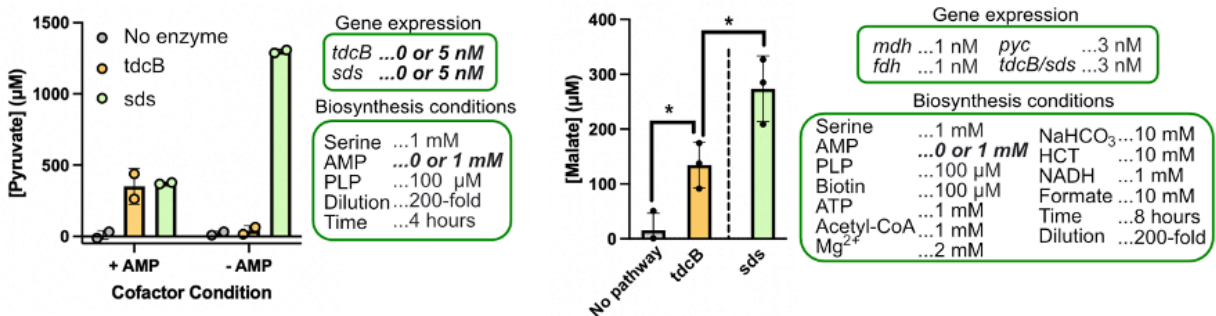 1500
1000
500
0
[Pyruvate] (µM)
No enzyme
tdcB
sds
+ AMP
- AMP
Cofactor Condition
Gene expression
tdcB ...0 or 5 nM
sds ...0 or 5 nM
Biosynthesis conditions
Serine ...1 mM
AMP ...0 or 1 mM
PLP ...100 µM
Dilution ...200-fold
Time ...4 hours
400
300
200
100
0
[Malate] (µM)
*
*
No pathway
tdcB
sds
Gene expression
mdh ...1 nM pyc ...3 nM
fdh ...1 nM tdcB/sds ...3 nM
Biosynthesis conditions
Serine ...1 mM
AMP ...0 or 1 mM
PLP ...100 µM
Biotin ...100 µM
ATP ...1 mM
Acetyl-CoA ...1 mM
Mg2+ ...2 mM
NaHCO3 ...10 mM
HCT ...10 mM
NADH ...1 mM
Formate ...10 mM
Time ...8 hours
Dilution ...200-fold